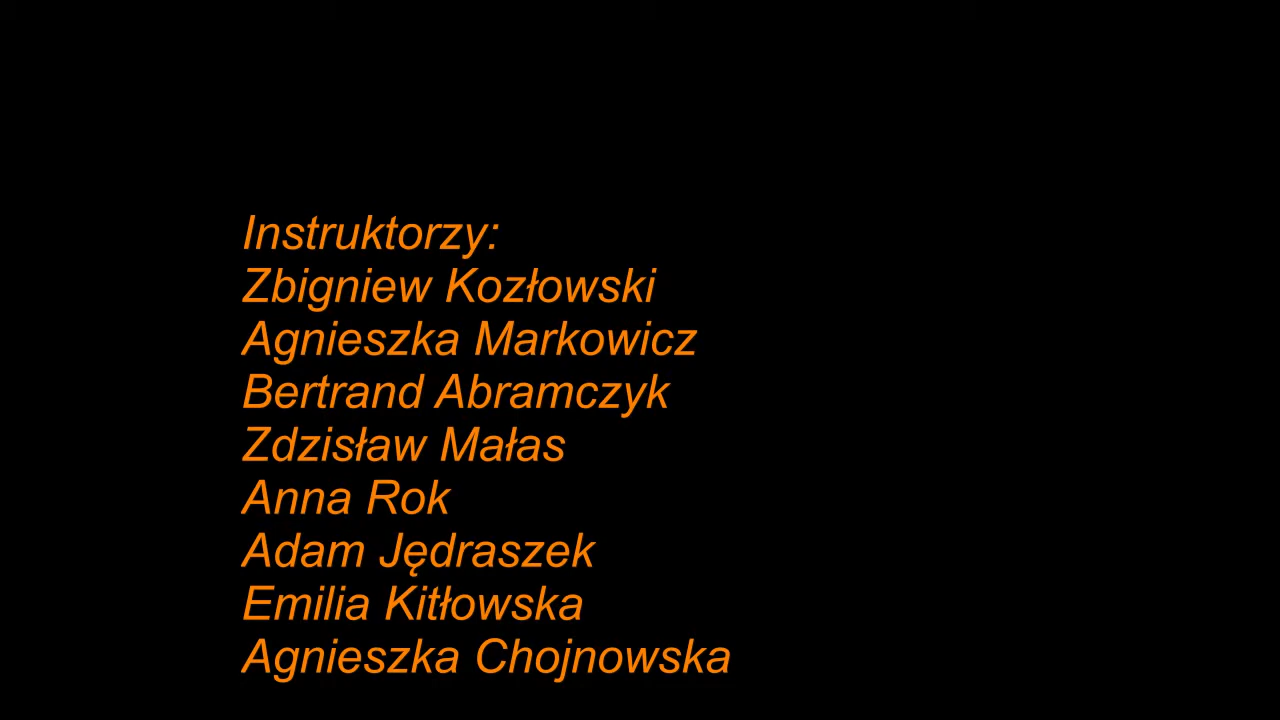 Instruktorzy:
Zbigniew Kozłowski
Agnieszka Markowicz
Bertrand Abramczyk
Zdzisław Małas
Anna Rok
Adam Jędraszek
Emilia Kitłowska
Agnieszka Chojnowska